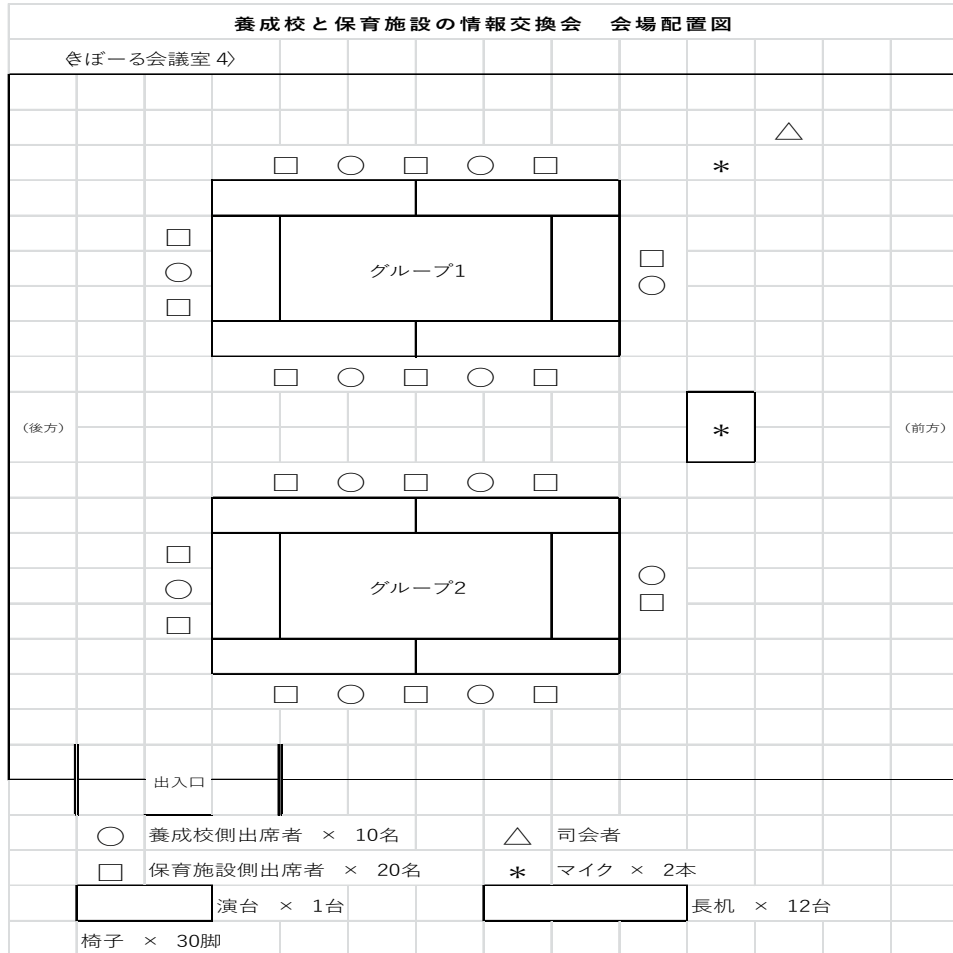 養成校と保育施設の情報交換会　会場配置図
〈きぼーる会議室4〉
△
□ ○ □ ○ □ *
□
グループ1 □
○ ○
□
□ ○ □ ○ □
（後方） * （前方）
□ ○ □ ○ □
□
グループ2 ○
○ □
□
□ ○ □ ○ □
出入口
○ 養成校側出席者 × 10名 △ 司会者
□ 保育施設側出席者 × 20名 * マイク × 2本
演台 × 1台 長机 × 12台
椅子 × 30脚